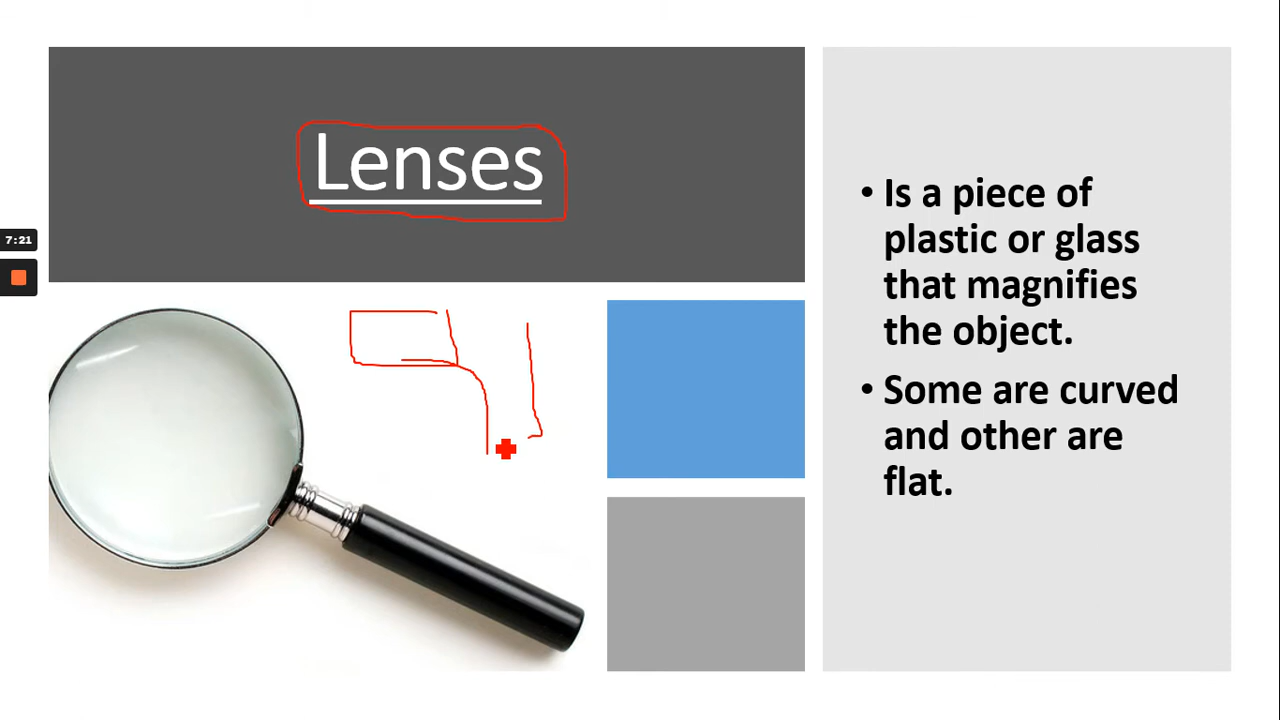 Lenses
7:21
• Is a piece of
plastic or glass
that magnifies
the object.
• Some are curved
and other are
flat.